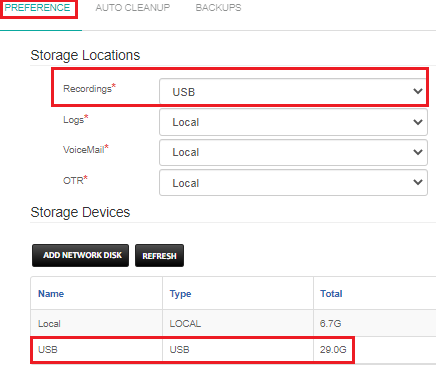 PREFERENCE AUTO CLEANUP BACKUPS
Storage Locations
Recordings* USB
Logs* Local
VoiceMail* Local
OTR* Local
Storage Devices
ADD NETWORK DISK REFRESH
Name Type Total
Local LOCAL 6.7G
USB USB 29.0G